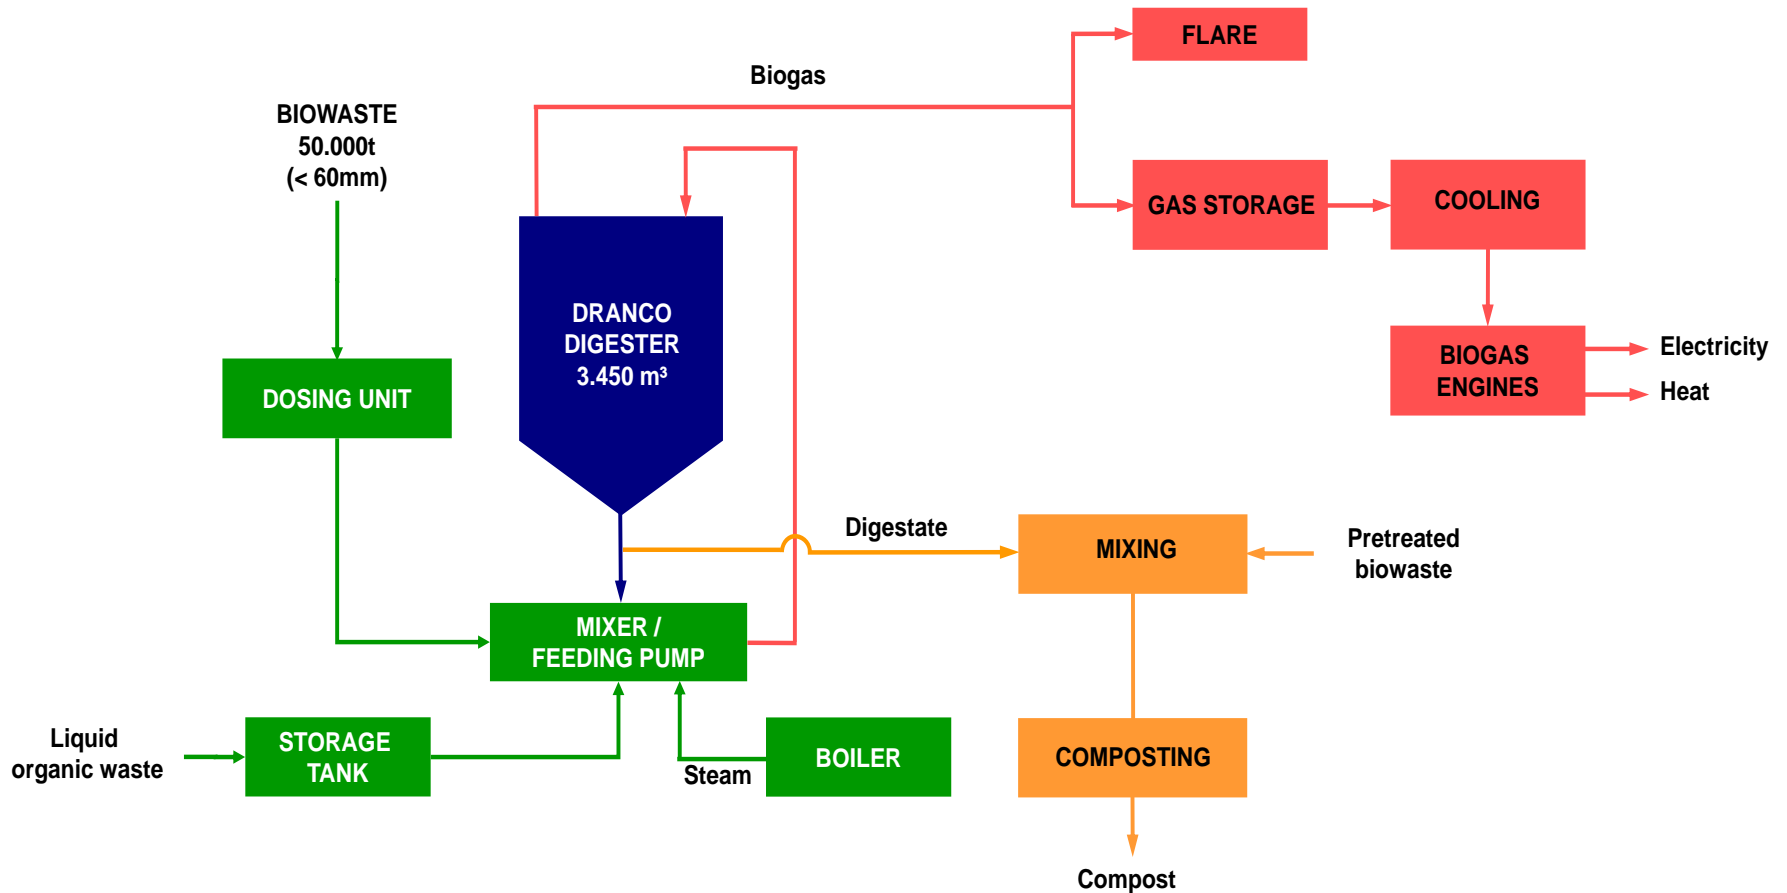 FLARE
Biogas
BIOWASTE
50.000t
(< 60mm)
GAS STORAGE
COOLING
DRANCO
DIGESTER
3.450 m³
BIOGAS
ENGINES
Electricity
Heat
DOSING UNIT
Digestate
MIXING
Pretreated
biowaste
MIXER /
FEEDING PUMP
Liquid
organic waste
STORAGE
TANK
Steam
BOILER
COMPOSTING
Compost